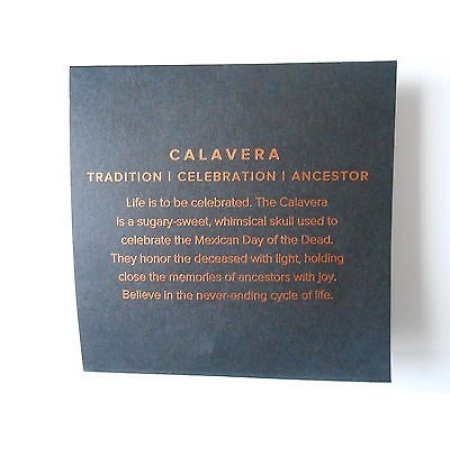 CALAVERA
TRADITION | CELEBRATION | ANCESTOR
Life is to be celebrated. The Calavera
is a sugary-sweet, whimsical skull used to
celebrate the Mexican Day of the Dead.
They honor the deceased with light, holding
close the memories of ancestors with joy.
Believe in the never-ending cycle of life.